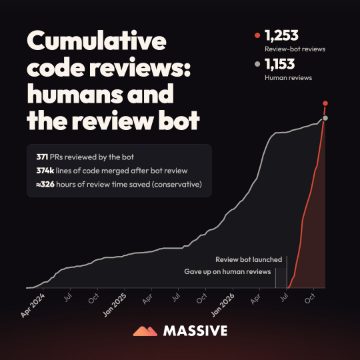 Cumulative
code reviews:
humans and
the review bot
1,253
Review-bot reviews
1,153
Human reviews
371 PRs reviewed by the bot
374k lines of code merged after bot review
≈326 hours of review time saved (conservative)
Review bot launched
Gave up on human reviews
Apr 2024
Jul
Oct
Jan 2025
Apr
Jul
Oct
Jan 2026
Apr
Jul
Oct
MASSIVE